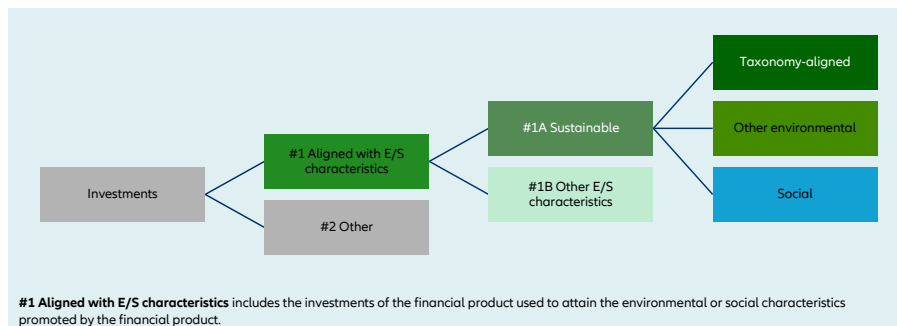 Investments
#1 Aligned with E/S
characteristics
#2 Other
#1A Sustainable
#1B Other E/S
characteristics
Taxonomy-aligned
Other environmental
Social
#1 Aligned with E/S characteristics includes the investments of the financial product used to attain the environmental or social characteristics
promoted by the financial product.